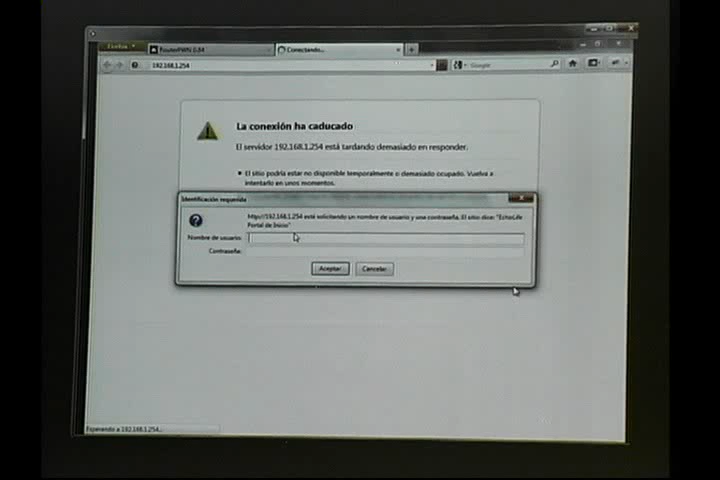 Firefox
RouterPWN 0.84
Conectando...
192.168.1.254
Google
La conexión ha caducado
El servidor 192.168.1.254 está tardando demasiado en responder.
El sitio podría estar no disponible temporalmente o demasiado ocupado. Vuelva a
intentarlo en unos momentos.
Identificación requerida
http://192.168.1.254 está solicitando un nombre de usuario y una contraseña. El sitio dice: "EchoLife
Portal de Inicio"
Nombre de usuario:
Contraseña:
Aceptar
Cancelar
Esperando a 192.168.1.254...